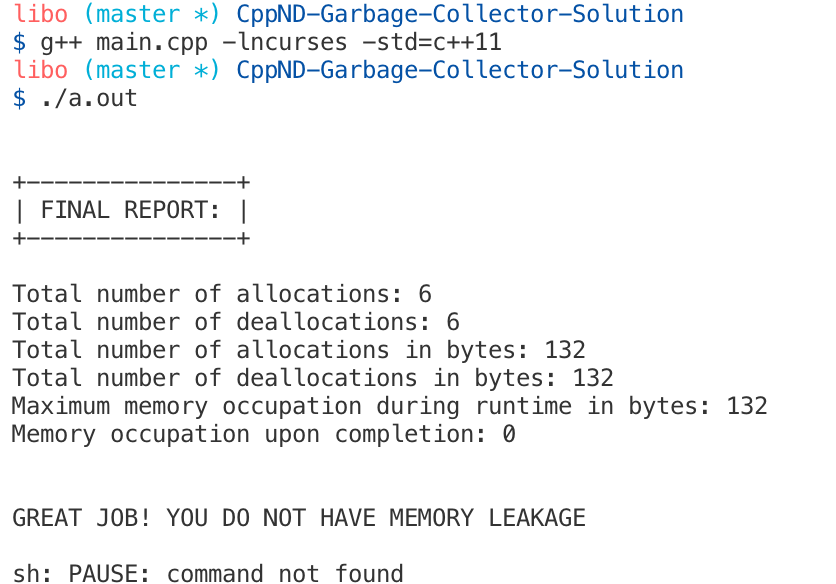 libo (master *) CppND-Garbage-Collector-Solution
$ g++ main.cpp -lncurses -std=c++11
libo (master *) CppND-Garbage-Collector-Solution
$ ./a.out
+---------------+
| FINAL REPORT: |
+---------------+
Total number of allocations: 6
Total number of deallocations: 6
Total number of allocations in bytes: 132
Total number of deallocations in bytes: 132
Maximum memory occupation during runtime in bytes: 132
Memory occupation upon completion: 0
GREAT JOB! YOU DO NOT HAVE MEMORY LEAKAGE
sh: PAUSE: command not found